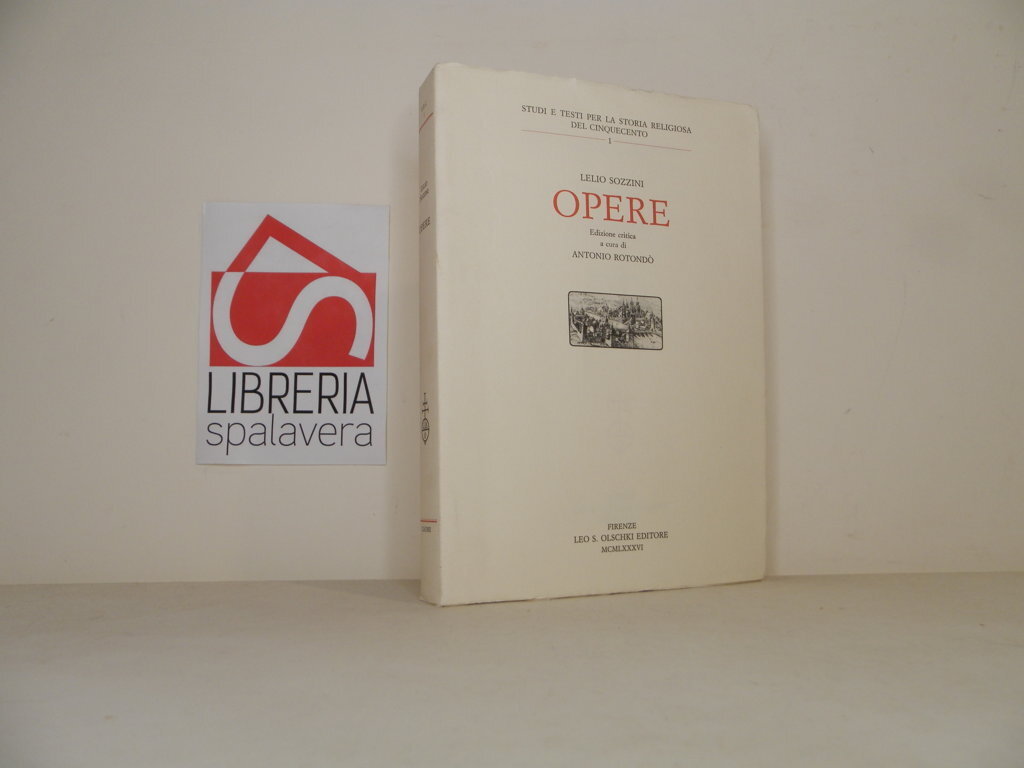 STUDI E TESTI PER LA STORIA RELIGIOSA
DEL CINQUECENTO
1
LELIO SOZZINI
OPERE
Edizione critica
a cura di
ANTONIO ROTONDÒ
FIRENZE
LEO S. OLSCHKI EDITORE
MCMLXXXVI
OPERE
LIBRERIA
spalavera